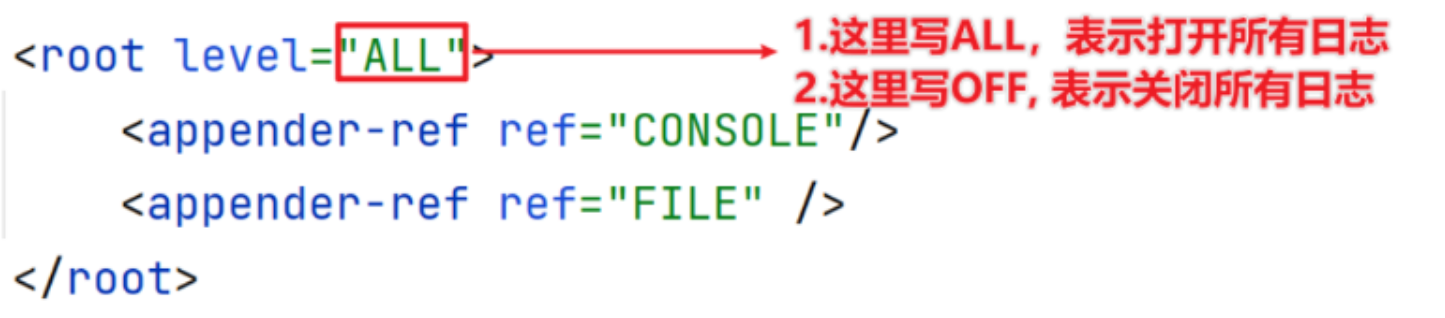 <root level="ALL">
1.这里写ALL，表示打开所有日志
2.这里写OFF, 表示关闭所有日志
<appender-ref ref="CONSOLE"/>
<appender-ref ref="FILE" />
</root>